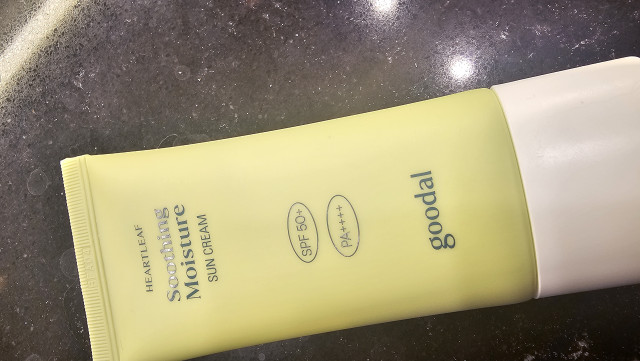 HEARTLEAF
Soothing
Moisture
SUN CREAM
SPF 50+
PA++++
goodal